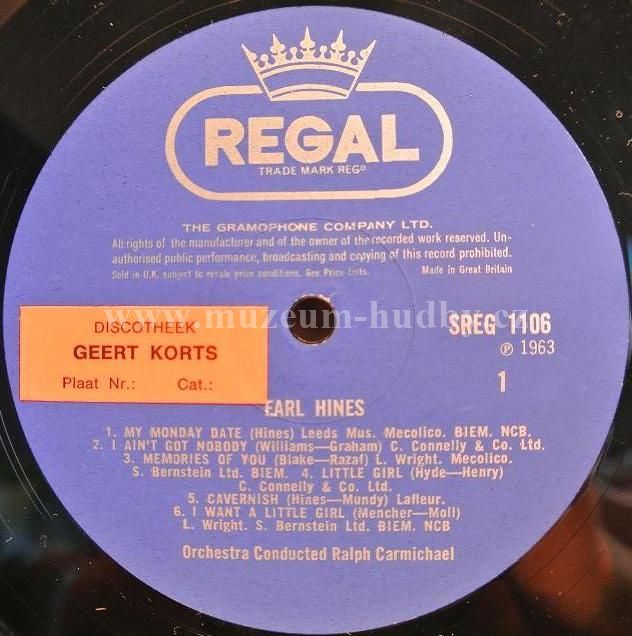 REGAL
TRADE MARK REGD
THE GRAMOPHONE COMPANY LTD.
All rights of the manufacturer and of the owner of the recorded work reserved. Un-
authorised public performance, broadcasting and copying of this record prohibited.
Sold in U.K. subject to resale price conditions. See Price Lists.
Made in Great Britain
www.muzeum-hudby.cz
DISCOTHEEK
GEERT KORTS
Plaat Nr.: Cat.:
SREG 1106
℗ 1963
1
EARL HINES
1. MY MONDAY DATE (Hines) Leeds Mus. Mecolico. BIEM. NCB.
2. I AIN'T GOT NOBODY (Williams—Graham) C. Connelly & Co. Ltd.
3. MEMORIES OF YOU (Blake—Razaf) L. Wright. Mecolico.
S. Bernstein Ltd. BIEM. 4. LITTLE GIRL (Hyde—Henry)
C. Connelly & Co. Ltd.
5. CAVERNISH (Hines—Mundy) Lafleur.
6. I WANT A LITTLE GIRL (Mencher—Moll)
L. Wright. S. Bernstein Ltd. BIEM. NCB
Orchestra Conducted Ralph Carmichael